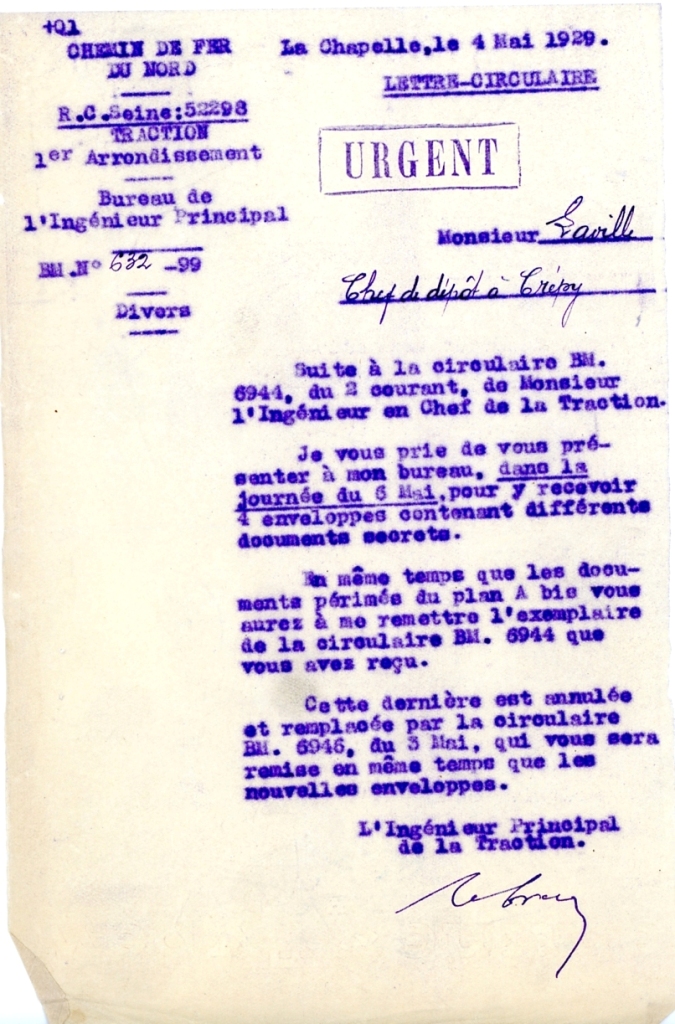 +Q1
CHEMIN DE FER
DU NORD
R.C.Seine:52298
TRACTION
1er Arrondissement
Bureau de
l'Ingénieur Principal
BM.N° 632 -99
Divers
La Chapelle,le 4 Mai 1929.
LETTRE-CIRCULAIRE
URGENT
Monsieur Laville
Chef de dépôt à Crépy
Suite à la circulaire BM.
6944, du 2 courant, de Monsieur
l'Ingénieur en Chef de la Traction.
Je vous prie de vous pré-
senter à mon bureau, dans la
journée du 6 Mai,pour y recevoir
4 enveloppes contenant différents
documents secrets.
En même temps que les docu-
ments périmés du plan A bis vous
aurez à me remettre l'exemplaire
de la circulaire BM. 6944 que
vous avez reçu.
Cette dernière est annulée
et remplacée par la circulaire
BM. 6946, du 3 Mai, qui vous sera
remise en même temps que les
nouvelles enveloppes.
L'Ingénieur Principal
de la Traction.